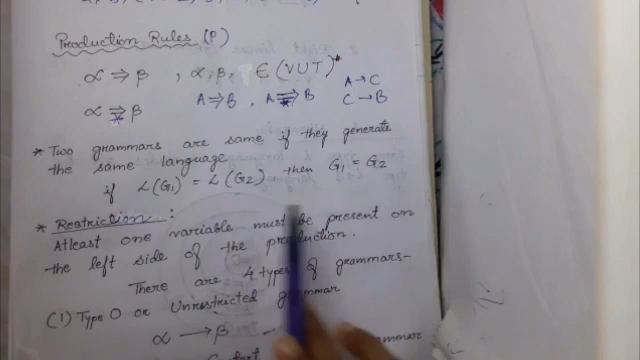 Production Rules (P)
α ⇒ β , α, β, ∈ (VUT)*
A → C
α ⇒* β A ⇒ B , A ⇒* B C → B
* Two grammars are same if they generate
the same language
if L(G1) = L(G2) then G1 = G2
* Restriction :
Atleast one variable must be present on
the left side of the production.
There are 4 types of grammars-
(1) Type 0 or Unrestricted grammar
α → β